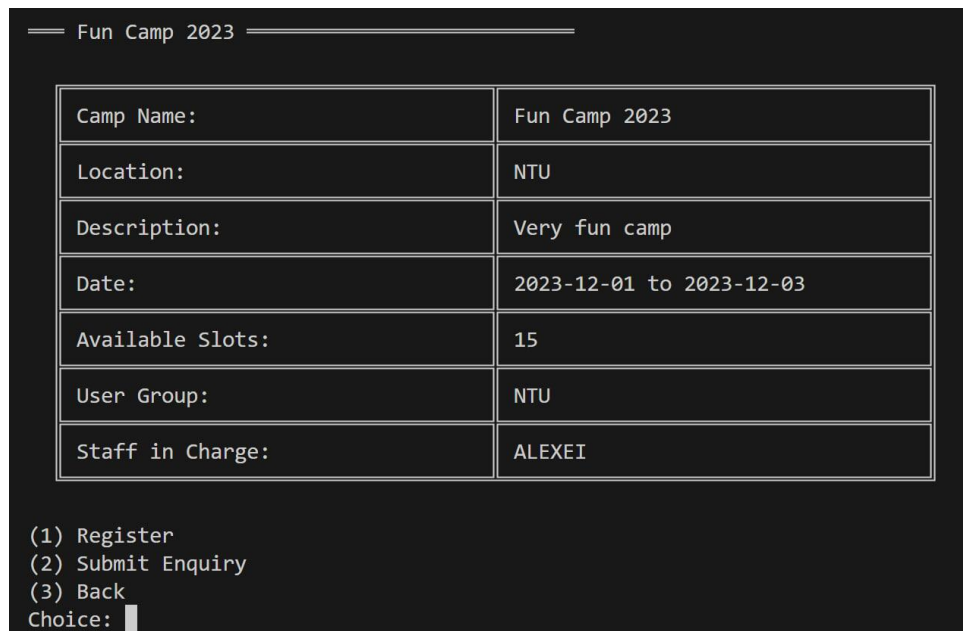 Fun Camp 2023
Camp Name: Fun Camp 2023
Location: NTU
Description: Very fun camp
Date: 2023-12-01 to 2023-12-03
Available Slots: 15
User Group: NTU
Staff in Charge: ALEXEI
(1) Register
(2) Submit Enquiry
(3) Back
Choice: